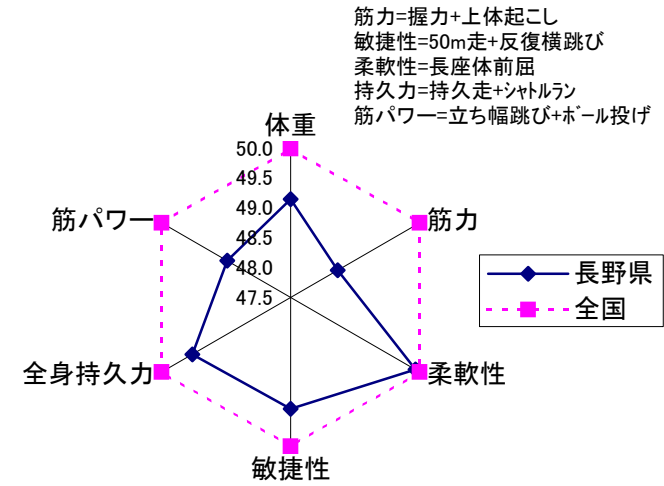 筋力=握力+上体起こし
敏捷性=50m走+反復横跳び
柔軟性=長座体前屈
持久力=持久走+ｼｬﾄﾙﾗﾝ
筋パワー=立ち幅跳び+ﾎﾞｰﾙ投げ
体重
50.0
49.5
49.0
48.5
48.0
47.5
筋パワー
筋力
長野県
全国
全身持久力
柔軟性
敏捷性